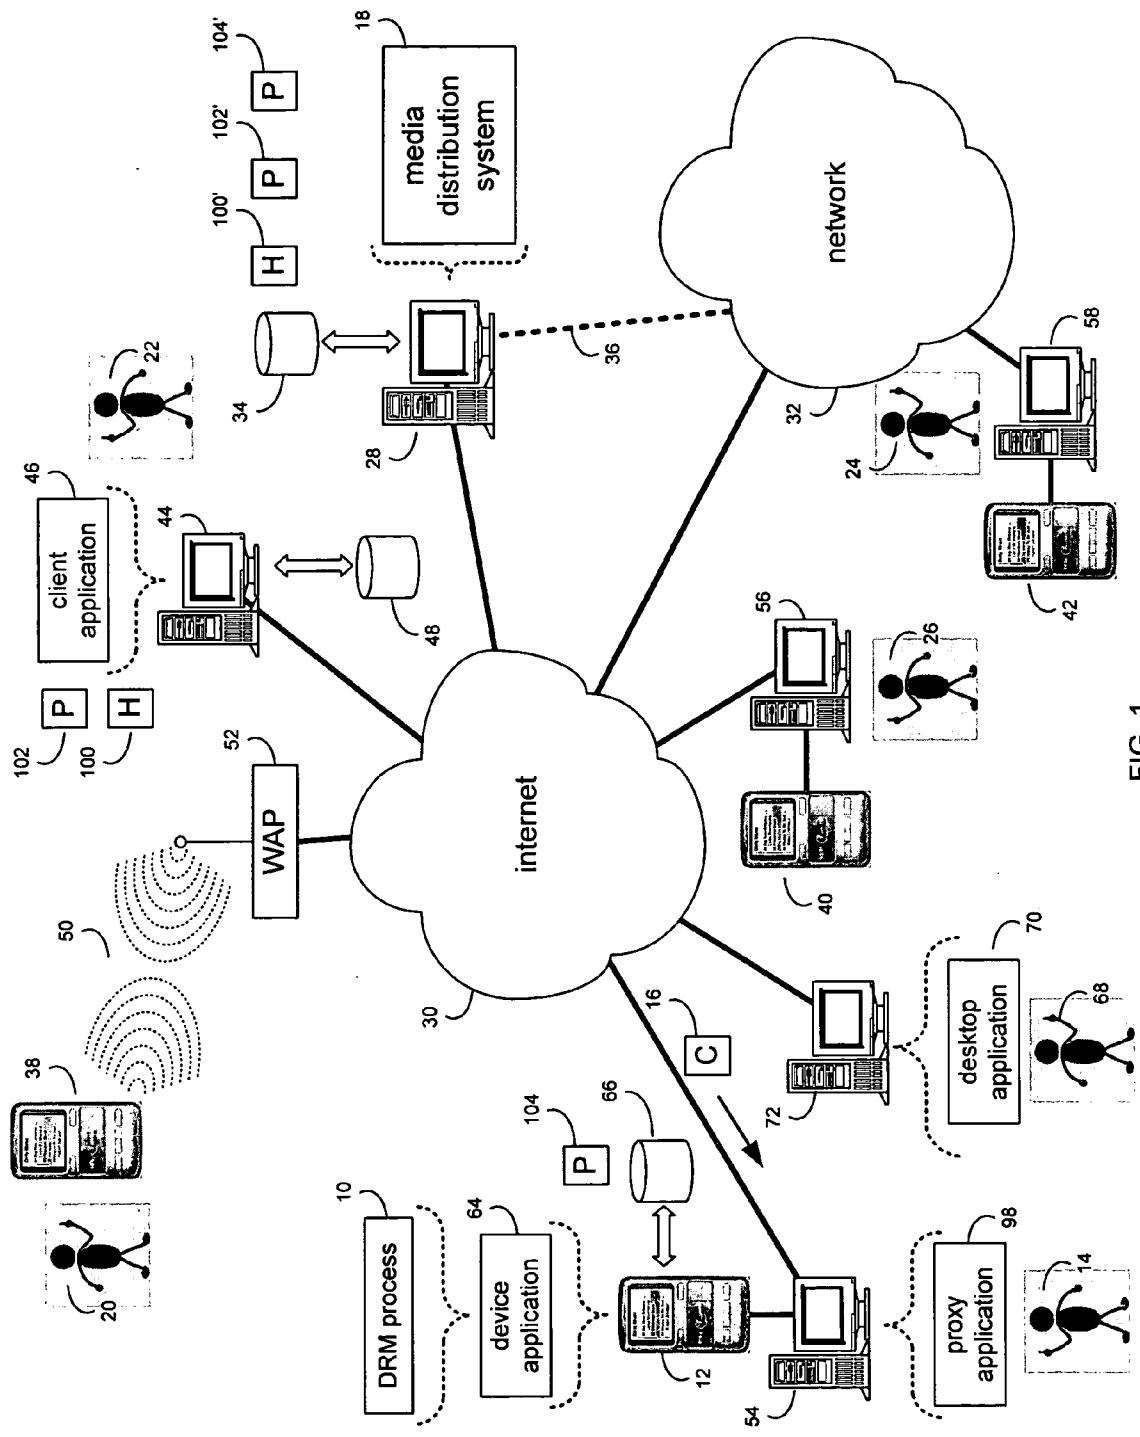 18
104'
102'
100'
P
P
H
media
distribution
system
22
34
28
36
network
32
58
46
client
application
44
48
24
42
P
H
102
100
52
WAP
56
26
internet
40
50
30
38
16
C
70
desktop
application
68
72
66
104
P
20
10
DRM process
64
device
application
12
54
98
proxy
application
14
FIG. 1